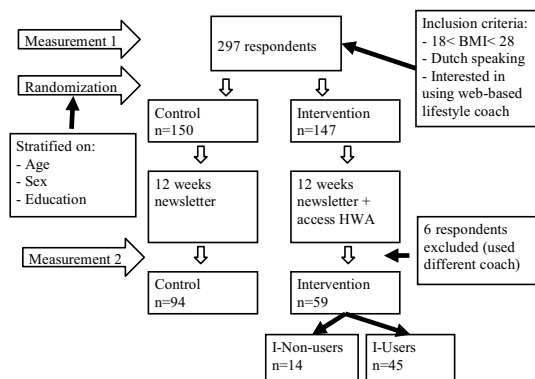 Measurement 1
297 respondents
Inclusion criteria:
- 18< BMI< 28
- Dutch speaking
- Interested in
using web-based
lifestyle coach
Randomization
Control
n=150
Intervention
n=147
Stratified on:
- Age
- Sex
- Education
12 weeks
newsletter
12 weeks
newsletter +
access HWA
6 respondents
excluded (used
different coach)
Measurement 2
Control
n=94
Intervention
n=59
I-Non-users
n=14
I-Users
n=45